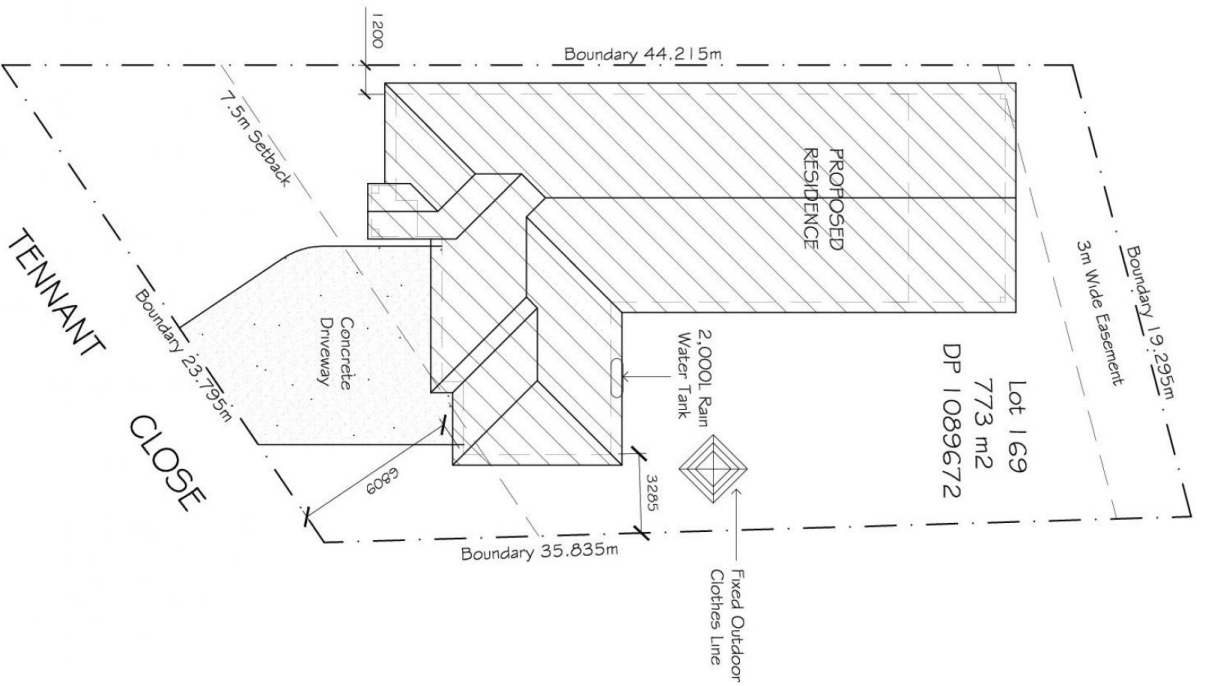 1200
Boundary 44.215m
7.5m Setback
PROPOSED
RESIDENCE
3m Wide Easement
Boundary 19.295m
TENNANT
CLOSE
Boundary 23.795m
Concrete
Driveway
2,000L Rain
Water Tank
Lot 169
773 m2
DP 1089672
6809
3285
Boundary 35.835m
Fixed Outdoor
Clothes Line